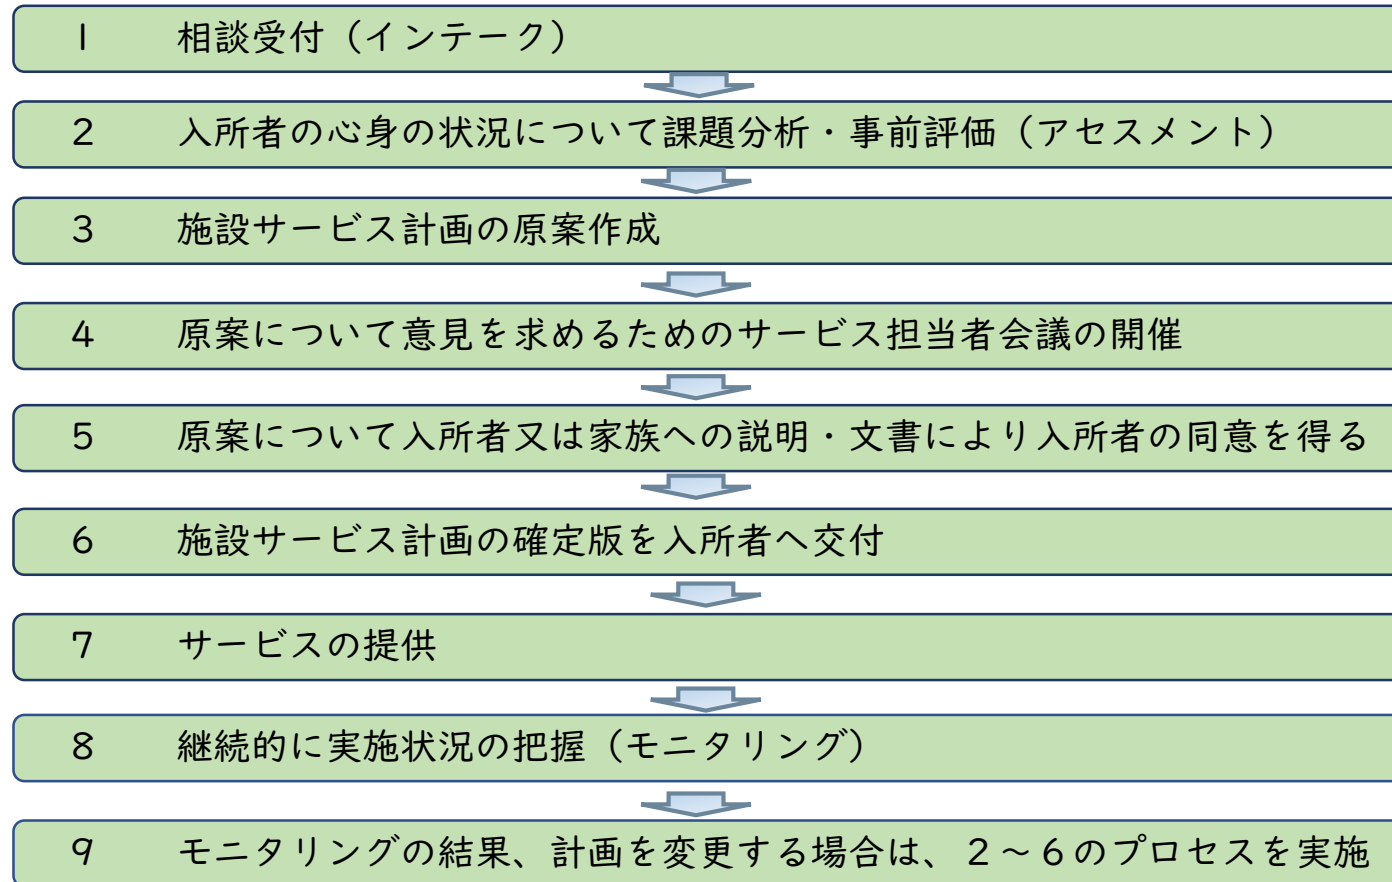 1 相談受付（インテーク）
2 入所者の心身の状況について課題分析・事前評価（アセスメント）
3 施設サービス計画の原案作成
4 原案について意見を求めるためのサービス担当者会議の開催
5 原案について入所者又は家族への説明・文書により入所者の同意を得る
6 施設サービス計画の確定版を入所者へ交付
7 サービスの提供
8 継続的に実施状況の把握（モニタリング）
9 モニタリングの結果、計画を変更する場合は、２～６のプロセスを実施